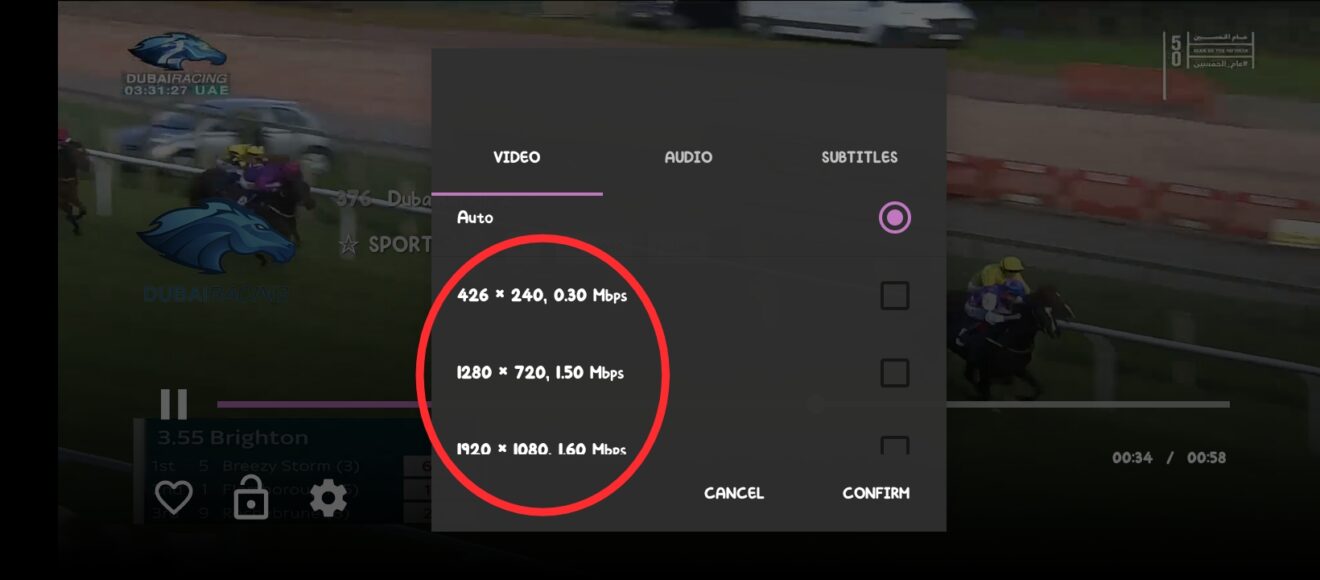 DUBAIRACING
03:31:27 UAE
50
عام الخمسين
#عام_الخمسين
VIDEO
AUDIO
SUBTITLES
376 Duba
Auto
☆ SPORT
DUBAIRACING
426 × 240, 0.30 Mbps
1280 × 720, 1.50 Mbps
1920 × 1080, 1.60 Mbps
3.55 Brighton
1st 5 Breezy Storm (3)
00:34 / 00:58
CANCEL
CONFIRM
9